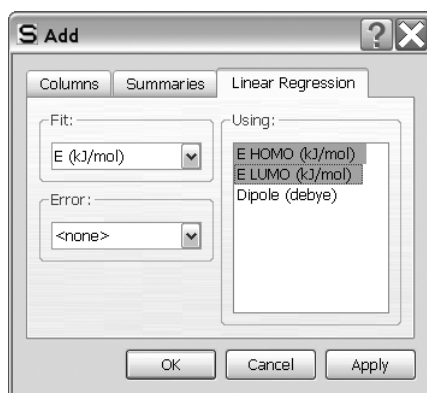 S Add
?
Columns
Summaries
Linear Regression
Fit:
E (kJ/mol)
Error:
<none>
Using:
E HOMO (kJ/mol)
E LUMO (kJ/mol)
Dipole (debye)
OK
Cancel
Apply